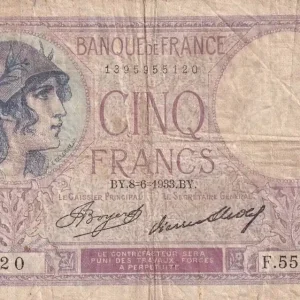 BANQUE DE FRANCE
1395955120
CINQ
FRANCS
BY.8-6-1933.BY.
LE CAISSIER PRINCIPAL LE SECRÉTAIRE GÉNÉRAL
20 F.55
LE CONTREFACTEUR SERA
PUNI DES TRAVAUX FORCÉS
A PERPÉTUITÉ